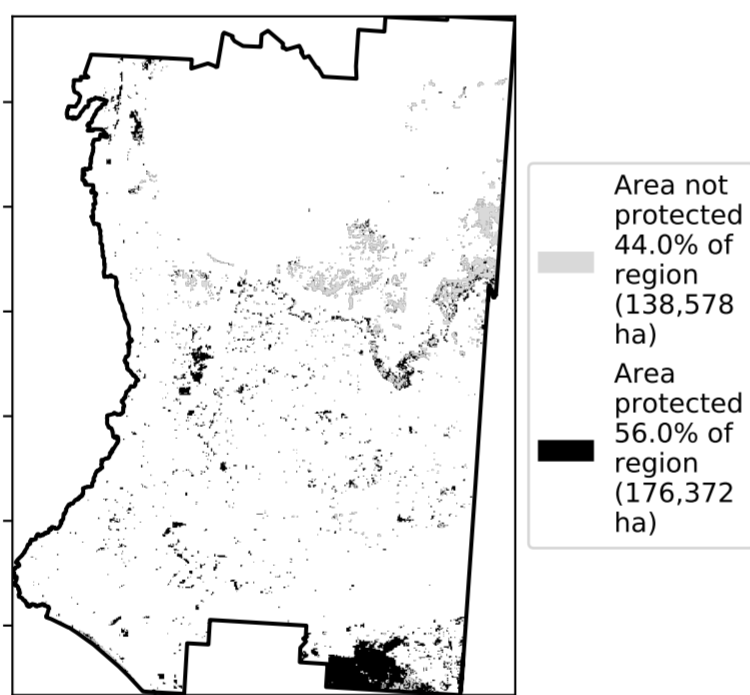 Area not
protected
44.0% of
region
(138,578
ha)
Area
protected
56.0% of
region
(176,372
ha)